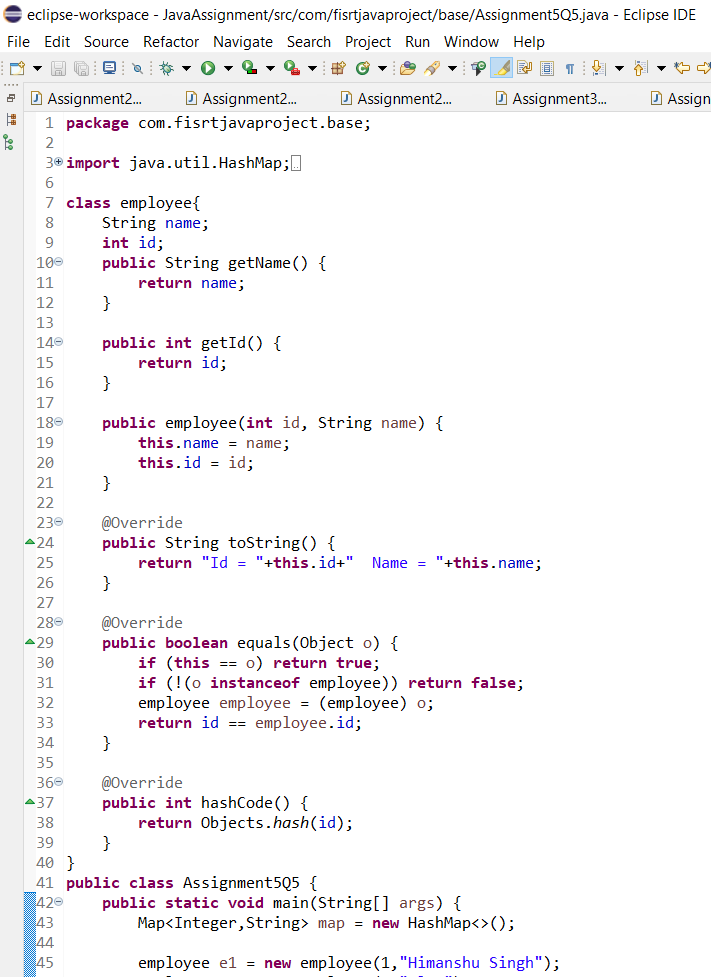 eclipse-workspace - JavaAssignment/src/com/fisrtjavaproject/base/Assignment5Q5.java - Eclipse IDE
File Edit Source Refactor Navigate Search Project Run Window Help
Assignment2... Assignment2... Assignment2... Assignment3... Assign
1 package com.fisrtjavaproject.base;
2
3 import java.util.HashMap;
6
7 class employee{
8 String name;
9 int id;
10 public String getName() {
11 return name;
12 }
13
14 public int getId() {
15 return id;
16 }
17
18 public employee(int id, String name) {
19 this.name = name;
20 this.id = id;
21 }
22
23 @Override
24 public String toString() {
25 return "Id = "+this.id+"  Name = "+this.name;
26 }
27
28 @Override
29 public boolean equals(Object o) {
30 if (this == o) return true;
31 if (!(o instanceof employee)) return false;
32 employee employee = (employee) o;
33 return id == employee.id;
34 }
35
36 @Override
37 public int hashCode() {
38 return Objects.hash(id);
39 }
40 }
41 public class Assignment5Q5 {
42 public static void main(String[] args) {
43 Map<Integer,String> map = new HashMap<>();
44
45 employee e1 = new employee(1,"Himanshu Singh");